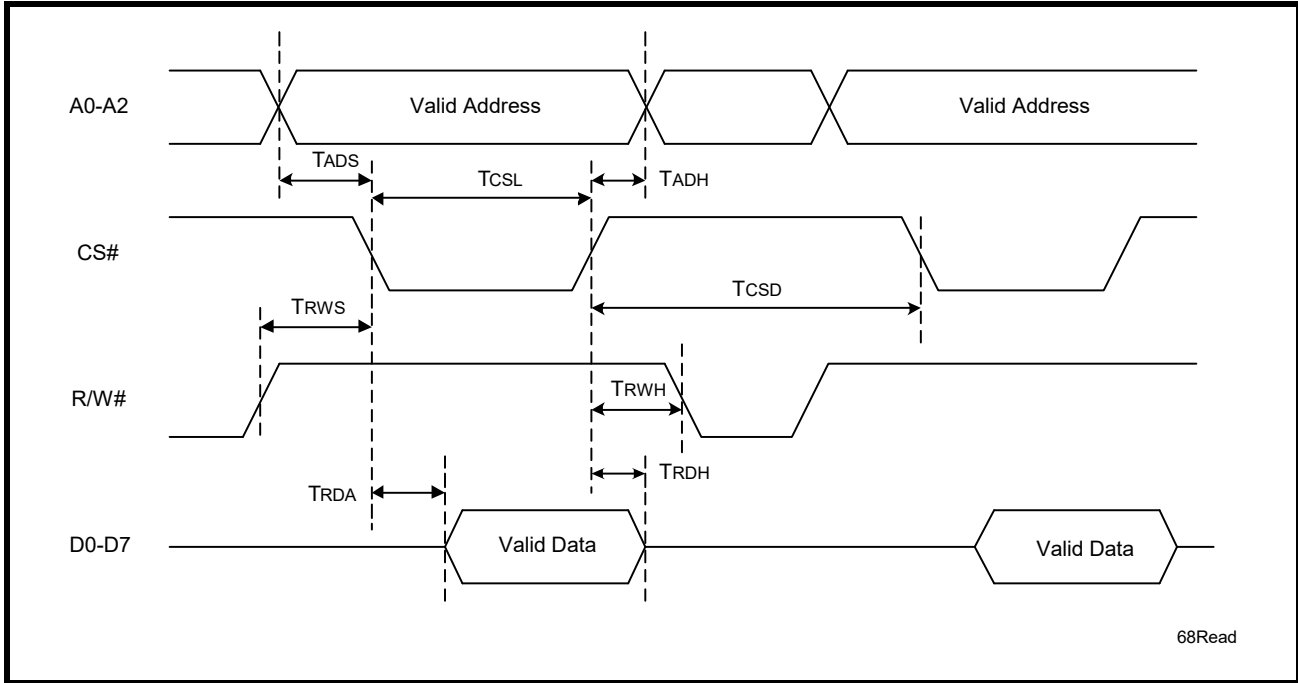 A0-A2
Valid Address
Valid Address
TADS
TCSL
TADH
CS#
TCSD
TRWS
R/W#
TRWH
TRDH
TRDA
D0-D7
Valid Data
Valid Data
68Read